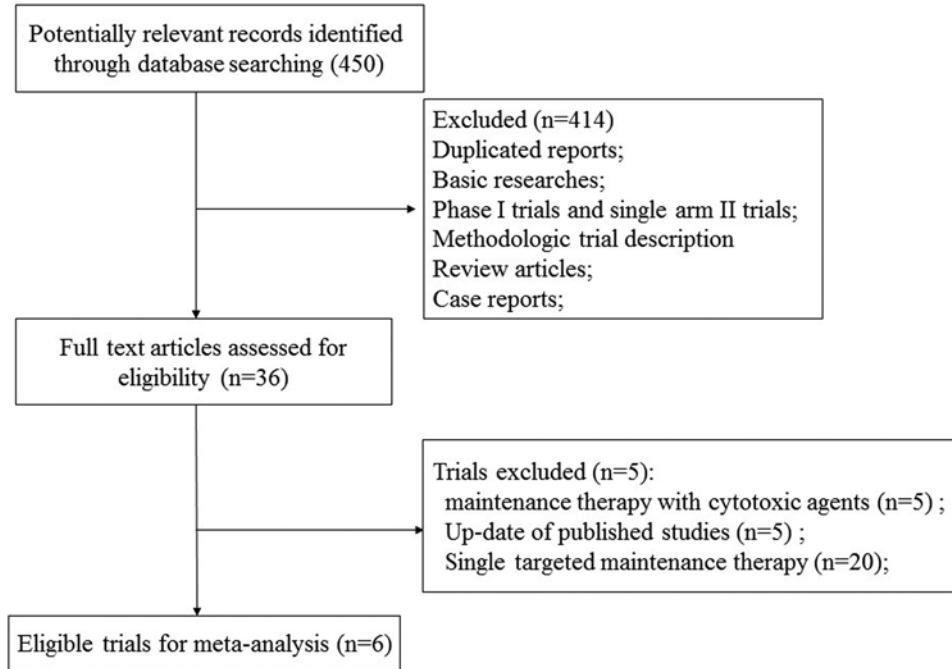 Potentially relevant records identified
through database searching (450)
Excluded (n=414)
Duplicated reports;
Basic researches;
Phase I trials and single arm II trials;
Methodologic trial description
Review articles;
Case reports;
Full text articles assessed for
eligibility (n=36)
Trials excluded (n=5):
maintenance therapy with cytotoxic agents (n=5) ;
Up-date of published studies (n=5) ;
Single targeted maintenance therapy (n=20);
Eligible trials for meta-analysis (n=6)